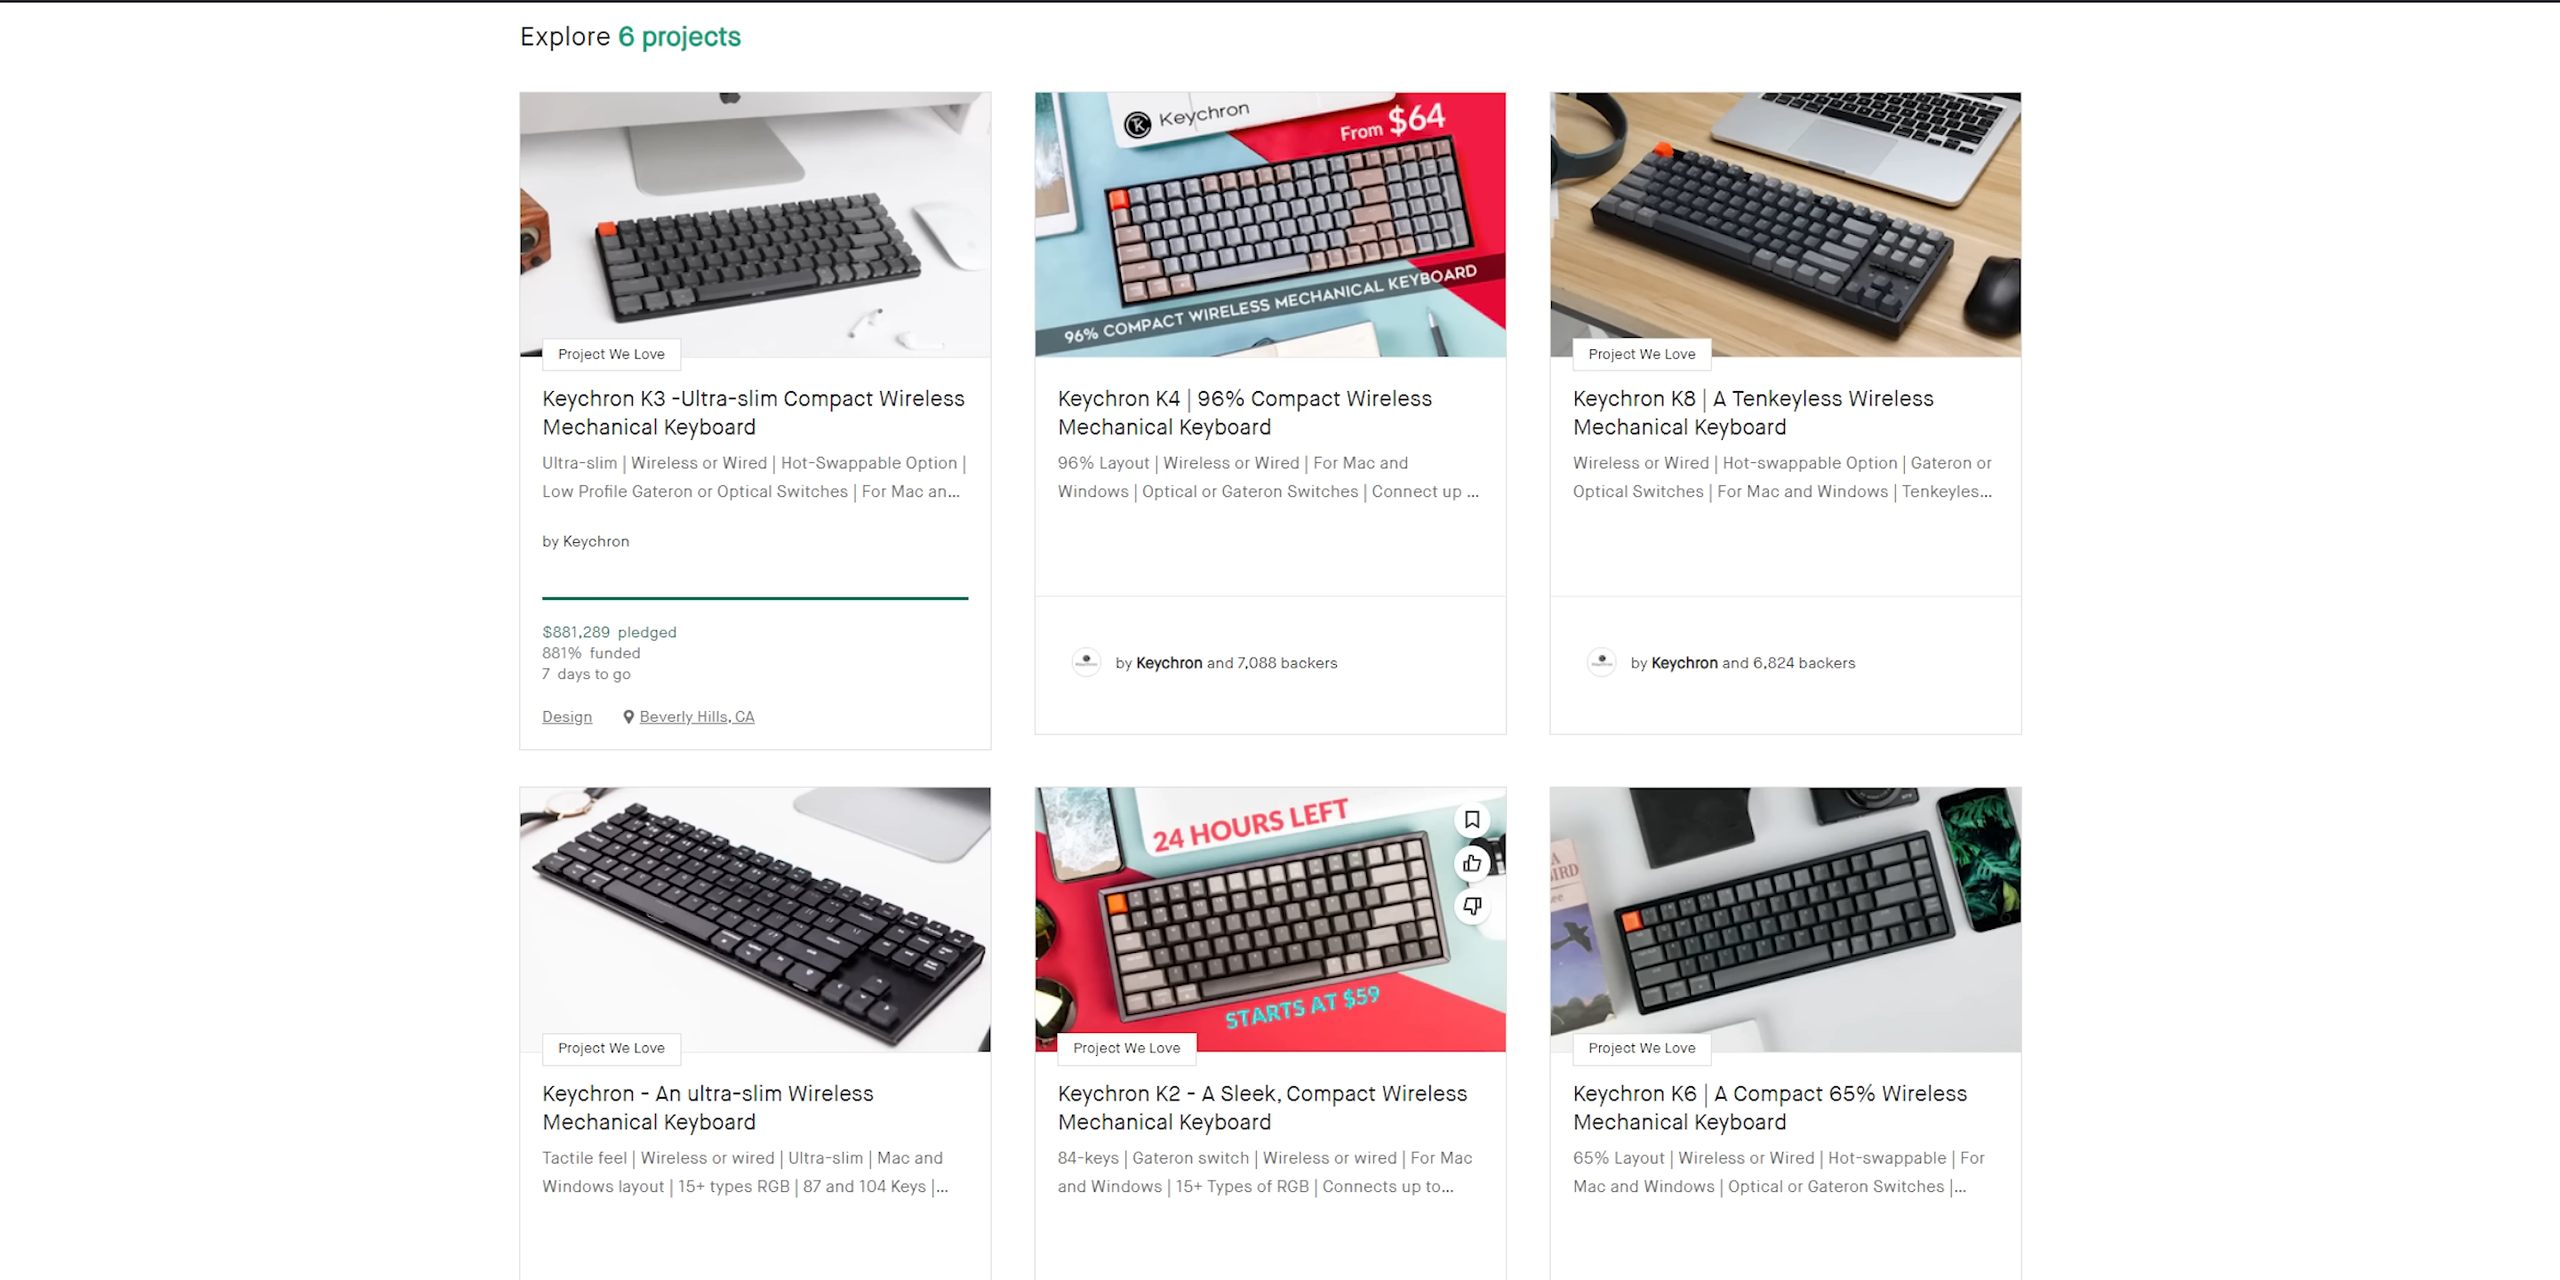 Explore 6 projects
Keychron
From $64
96% COMPACT WIRELESS MECHANICAL KEYBOARD
Project We Love
Keychron K3 -Ultra-slim Compact Wireless
Mechanical Keyboard
Ultra-slim | Wireless or Wired | Hot-Swappable Option |
Low Profile Gateron or Optical Switches | For Mac an...
by Keychron
$881,289 pledged
881% funded
7 days to go
Design
Beverly Hills, CA
Keychron K4 | 96% Compact Wireless
Mechanical Keyboard
96% Layout | Wireless or Wired | For Mac and
Windows | Optical or Gateron Switches | Connect up ...
by Keychron and 7,088 backers
Project We Love
Keychron K8 | A Tenkeyless Wireless
Mechanical Keyboard
Wireless or Wired | Hot-swappable Option | Gateron or
Optical Switches | For Mac and Windows | Tenkeyles...
by Keychron and 6,824 backers
Project We Love
Keychron - An ultra-slim Wireless
Mechanical Keyboard
Tactile feel | Wireless or wired | Ultra-slim | Mac and
Windows layout | 15+ types RGB | 87 and 104 Keys |...
24 HOURS LEFT
STARTS AT $59
Project We Love
Keychron K2 - A Sleek, Compact Wireless
Mechanical Keyboard
84-keys | Gateron switch | Wireless or wired | For Mac
and Windows | 15+ Types of RGB | Connects up to...
Project We Love
Keychron K6 | A Compact 65% Wireless
Mechanical Keyboard
65% Layout | Wireless or Wired | Hot-swappable | For
Mac and Windows | Optical or Gateron Switches |...